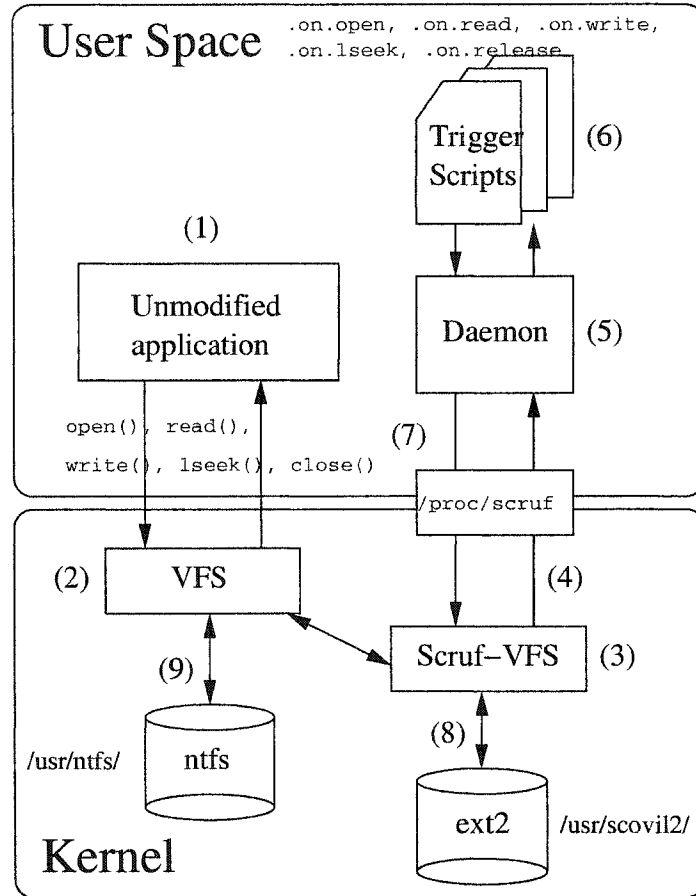 User Space
.on.open, .on.read, .on.write,
.on.lseek, .on.release
Trigger
Scripts
(6)
(1)
Unmodified
application
Daemon
(5)
open(), read(),
(7)
write(), lseek(), close()
/proc/scruf
(2)
VFS
(4)
Scruf-VFS
(3)
(9)
(8)
/usr/ntfs/
ntfs
ext2
/usr/scovil2/
Kernel